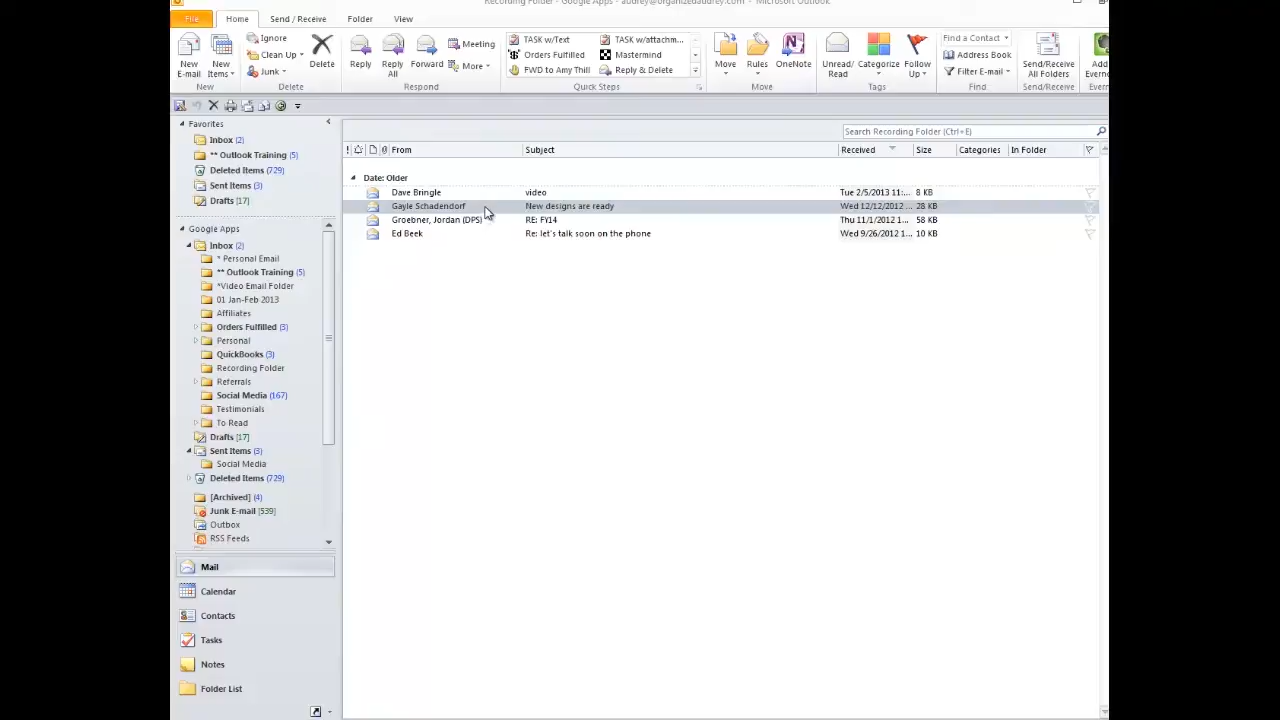 Recording Folder - Google Apps - audrey@organizedaudrey.com - Microsoft Outlook
File Home Send / Receive Folder View
New E-mail
New Items
New
Ignore
Clean Up
Junk
Delete
Delete
Reply
Reply All
Forward
Meeting
More
Respond
TASK w/Text
Orders Fulfilled
FWD to Amy Thill
TASK w/attachm...
Mastermind
Reply & Delete
Quick Steps
Move
Rules
OneNote
Move
Unread/ Read
Categorize
Follow Up
Tags
Find a Contact
Address Book
Filter E-mail
Find
Send/Receive All Folders
Send/Receive
Add
Everno
Evern
Favorites
Inbox (2)
** Outlook Training (5)
Deleted Items (729)
Sent Items (3)
Drafts [17]
Google Apps
Inbox (2)
* Personal Email
** Outlook Training (5)
*Video Email Folder
01 Jan-Feb 2013
Affiliates
Orders Fulfilled (3)
Personal
QuickBooks (3)
Recording Folder
Referrals
Social Media (167)
Testimonials
To Read
Drafts [17]
Sent Items (3)
Social Media
Deleted Items (729)
[Archived] (4)
Junk E-mail [539]
Outbox
RSS Feeds
Mail
Calendar
Contacts
Tasks
Notes
Folder List
Search Recording Folder (Ctrl+E)
! From Subject Received Size Categories In Folder
Date: Older
Dave Bringle video Tue 2/5/2013 11:... 8 KB
Gayle Schadendorf New designs are ready Wed 12/12/2012 ... 28 KB
Groebner, Jordan (DPS) RE: FY14 Thu 11/1/2012 1... 58 KB
Ed Beek Re: let's talk soon on the phone Wed 9/26/2012 1... 10 KB